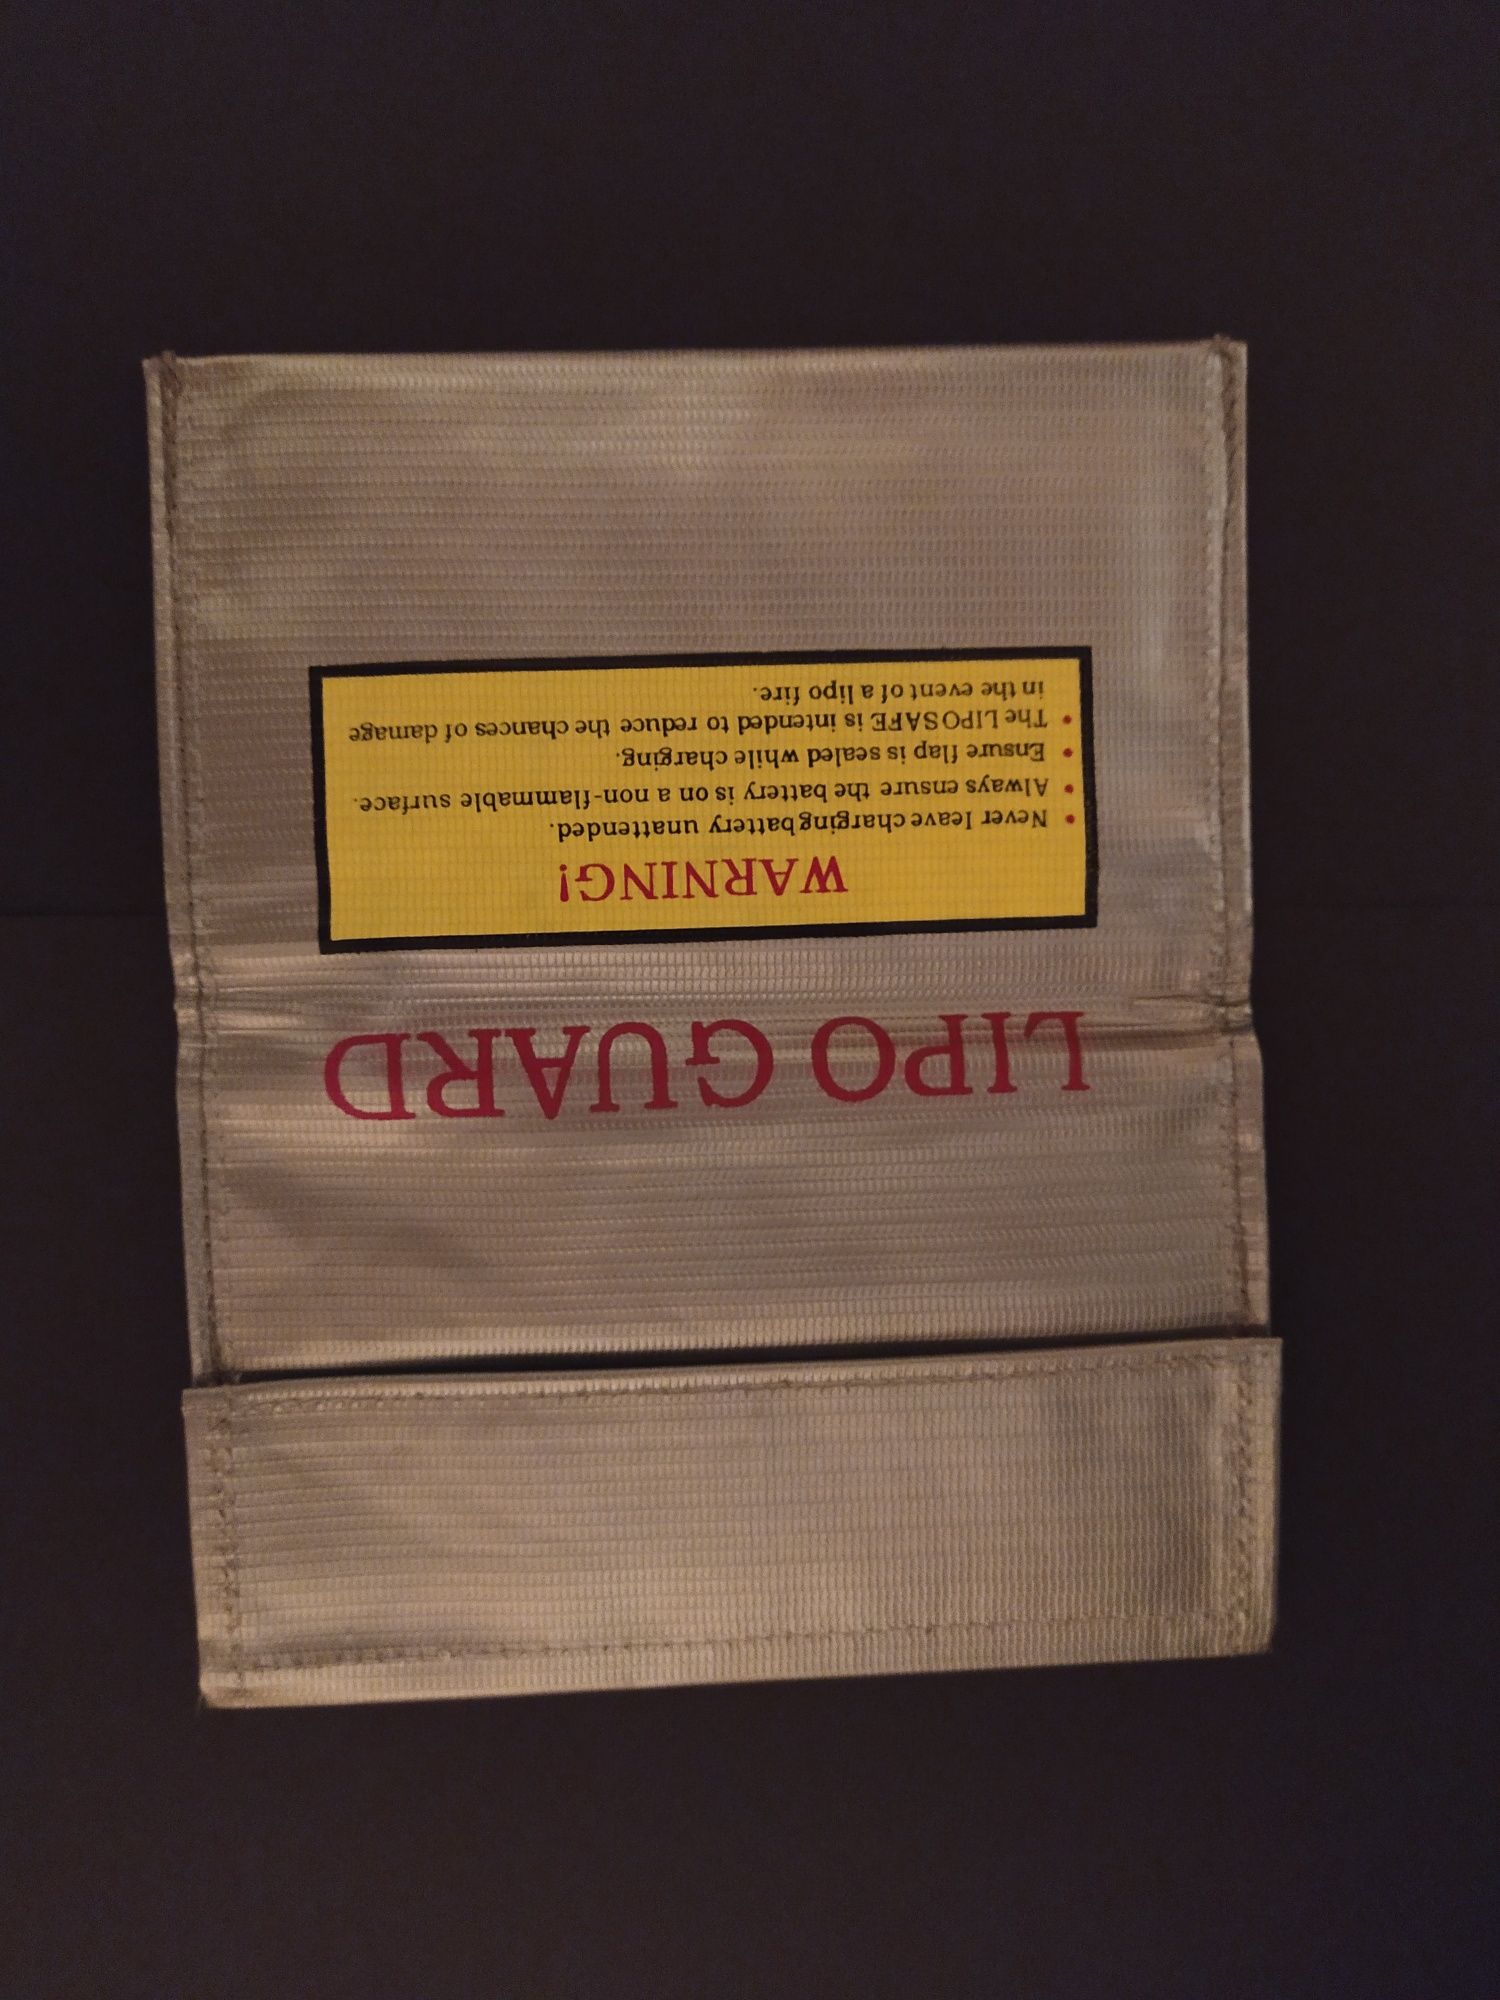 LIPO GUARD
WARNING!
• Never leave charging battery unattended.
• Always ensure the battery is on a non-flammable surface.
• Ensure flap is sealed while charging.
• The LIPOSAFE is intended to reduce the chances of damage
in the event of a lipo fire.